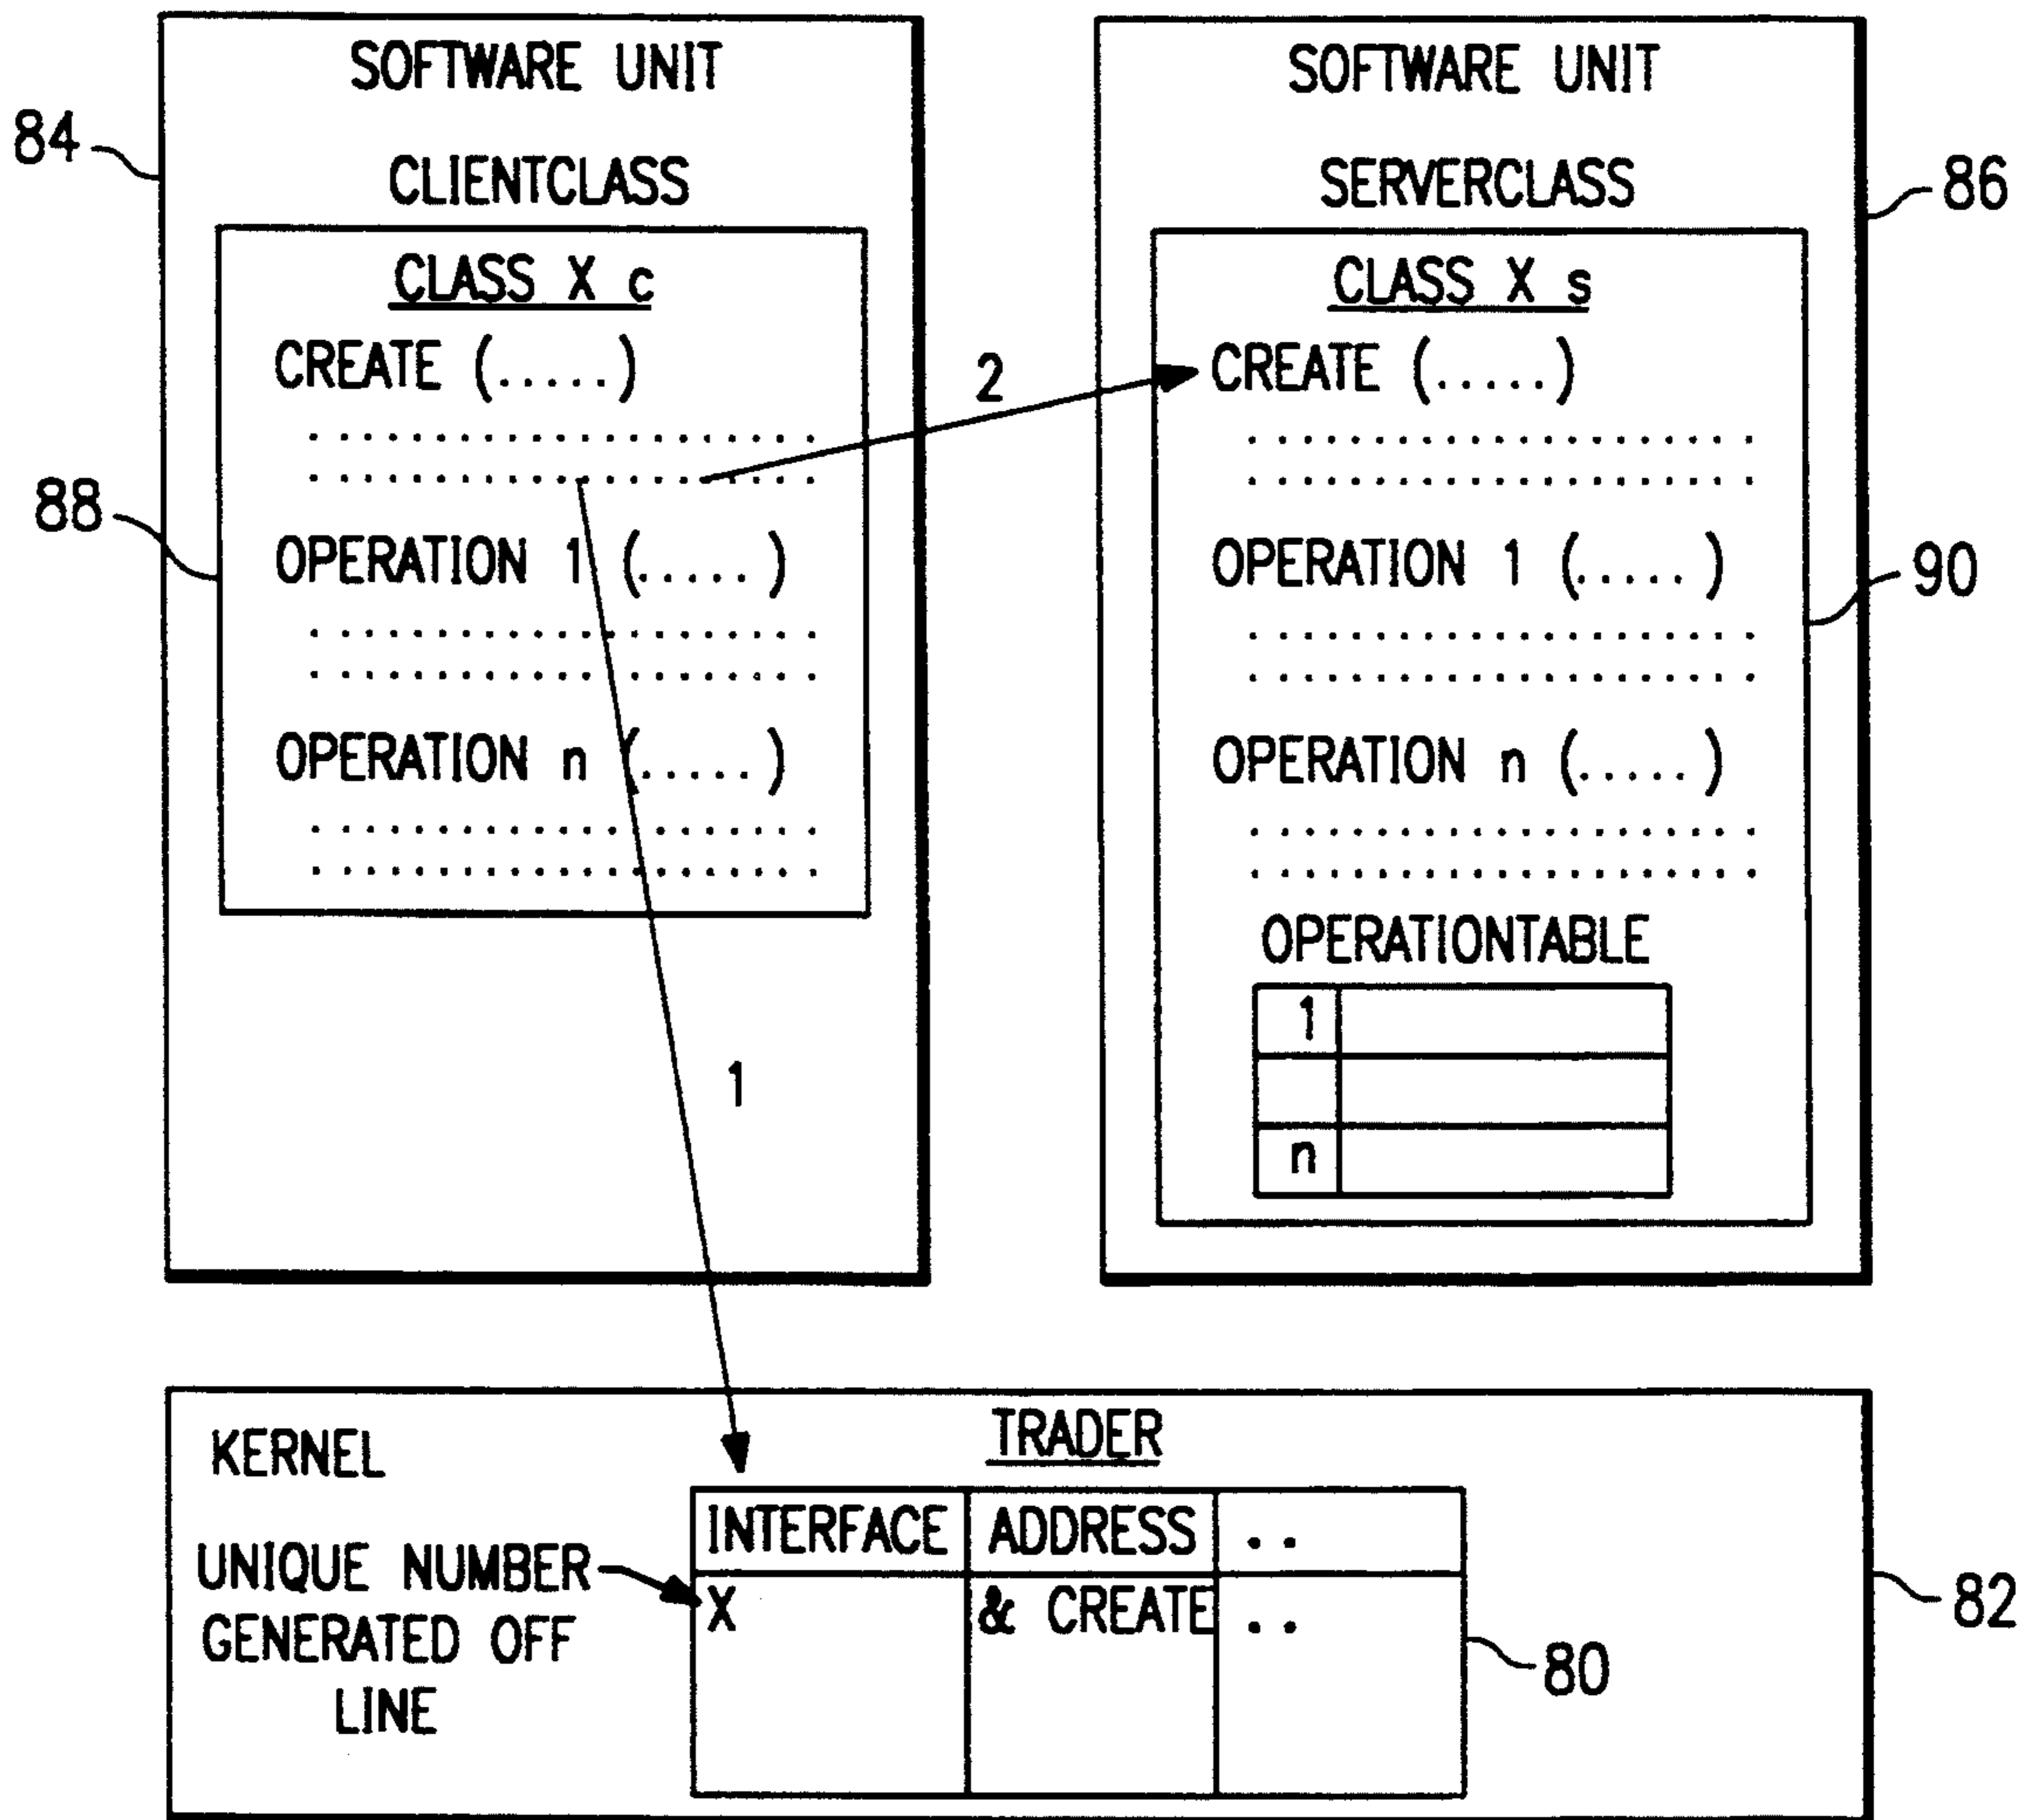 SOFTWARE UNIT
CLIENTCLASS
84
CLASS X c
CREATE (.....)
....................
....................
88
OPERATION 1 (.....)
....................
....................
OPERATION n (.....)
....................
....................
1
2
SOFTWARE UNIT
SERVERCLASS
86
CLASS X s
CREATE (.....)
....................
....................
OPERATION 1 (.....)
90
....................
....................
OPERATION n (.....)
....................
....................
OPERATIONTABLE
1
n
KERNEL
TRADER
UNIQUE NUMBER
GENERATED OFF
LINE
INTERFACE ADDRESS ..
X & CREATE ..
82
80